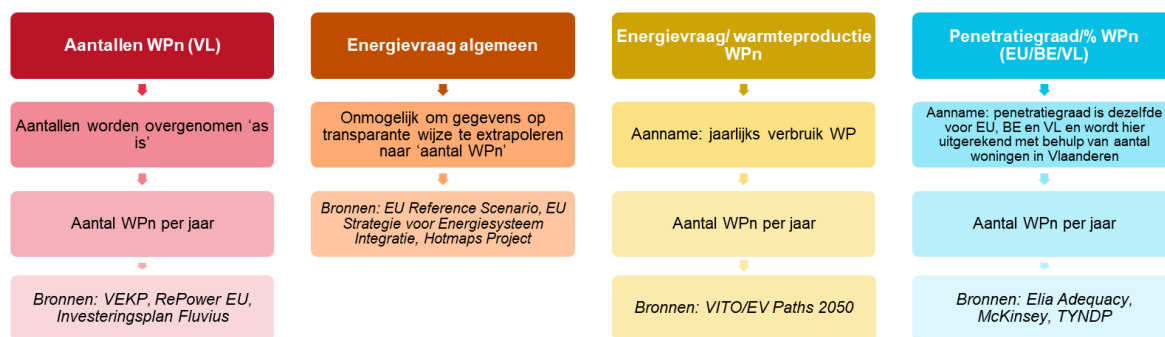 Aantallen WPn (VL)
Aantallen worden overgenomen ‘as
is’
Aantal WPn per jaar
Bronnen: VEKP, RePower EU,
Investeringsplan Fluvius
Energievraag algemeen
Onmogelijk om gegevens op
transparante wijze te extrapoleren
naar ‘aantal WPn’
Bronnen: EU Reference Scenario, EU
Strategie voor Energiesysteem
Integratie, Hotmaps Project
Energievraag/ warmteproductie
WPn
Aanname: jaarlijks verbruik WP
Aantal WPn per jaar
Bronnen: VITO/EV Paths 2050
Penetratiegraad/% WPn
(EU/BE/VL)
Aanname: penetratiegraad is dezelfde
voor EU, BE en VL en wordt hier
uitgerekend met behulp van aantal
woningen in Vlaanderen
Aantal WPn per jaar
Bronnen: Elia Adequacy,
McKinsey, TYNDP